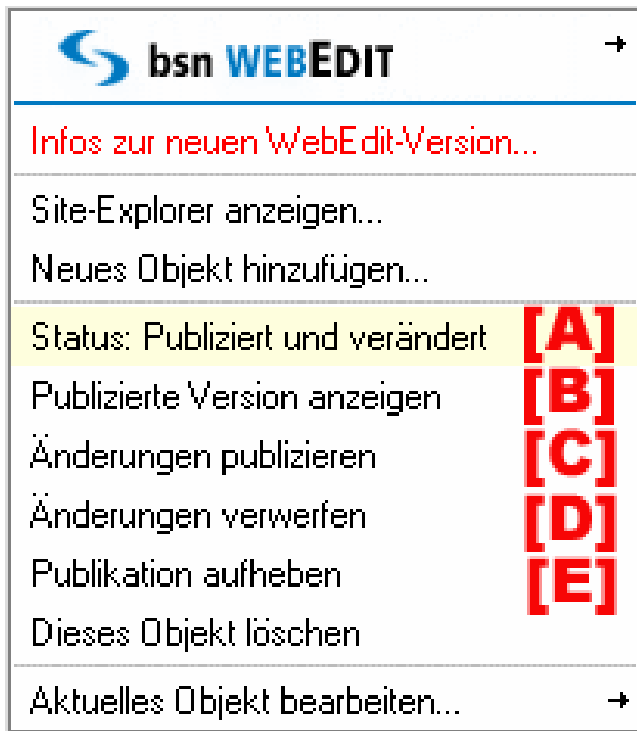 bsn WEBEDIT →
Infos zur neuen WebEdit-Version...
Site-Explorer anzeigen...
Neues Objekt hinzufügen...
Status: Publiziert und verändert [A]
Publizierte Version anzeigen [B]
Änderungen publizieren [C]
Änderungen verwerfen [D]
Publikation aufheben [E]
Dieses Objekt löschen
Aktuelles Objekt bearbeiten... →